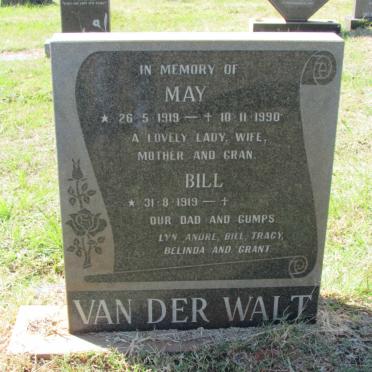 IN MEMORY OF
MAY
★ 26·5·1919 — ✝ 10·11·1990
A LOVELY LADY, WIFE,
MOTHER AND GRAN.
BILL
★ 31·8·1919 — ✝
OUR DAD AND GUMPS
LYN, ANDRE, BILL, TRACY,
BELINDA AND GRANT.
VAN DER WALT